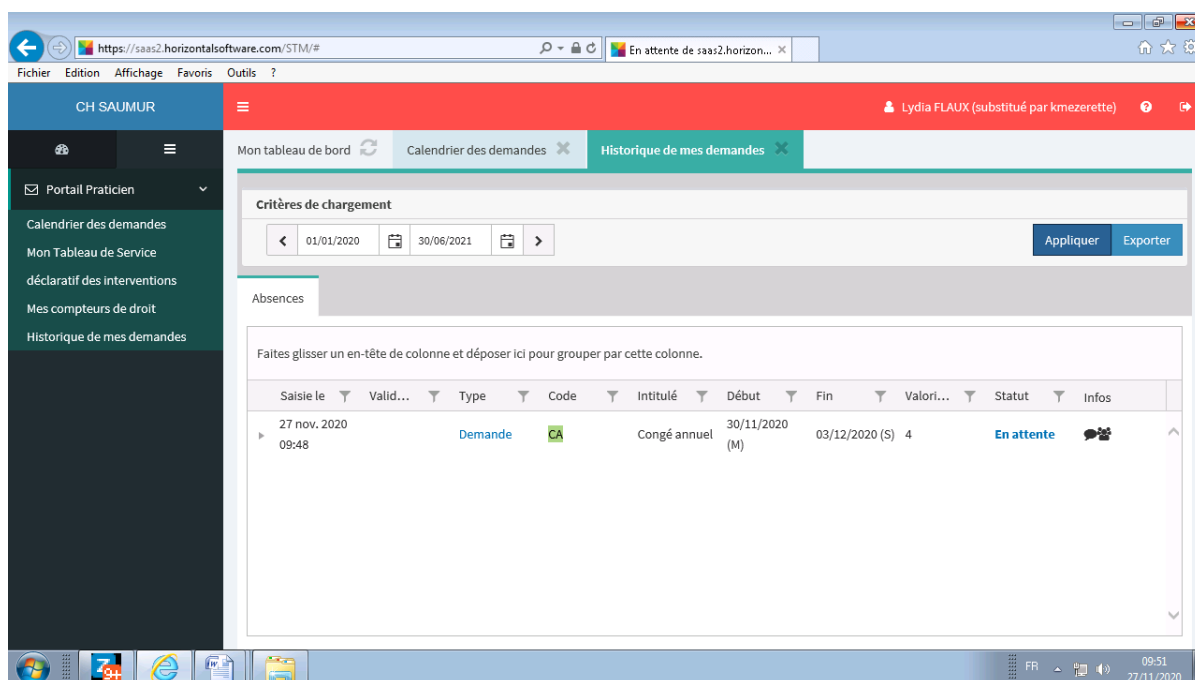 https://saas2.horizontalsoftware.com/STM/#
En attente de saas2.horizon...
Fichier Edition Affichage Favoris Outils ?
CH SAUMUR
Lydia FLAUX (substitué par kmezerette)
Mon tableau de bord
Calendrier des demandes
Historique de mes demandes
Portail Praticien
Calendrier des demandes
Mon Tableau de Service
déclaratif des interventions
Mes compteurs de droit
Historique de mes demandes
Critères de chargement
01/01/2020 30/06/2021
Appliquer Exporter
Absences
Faites glisser un en-tête de colonne et déposer ici pour grouper par cette colonne.
Saisie le Valid... Type Code Intitulé Début Fin Valori... Statut Infos
27 nov. 2020
09:48
Demande
CA
Congé annuel
30/11/2020
(M)
03/12/2020 (S)
4
En attente
Z
9+
W
FR
09:51
27/11/2020